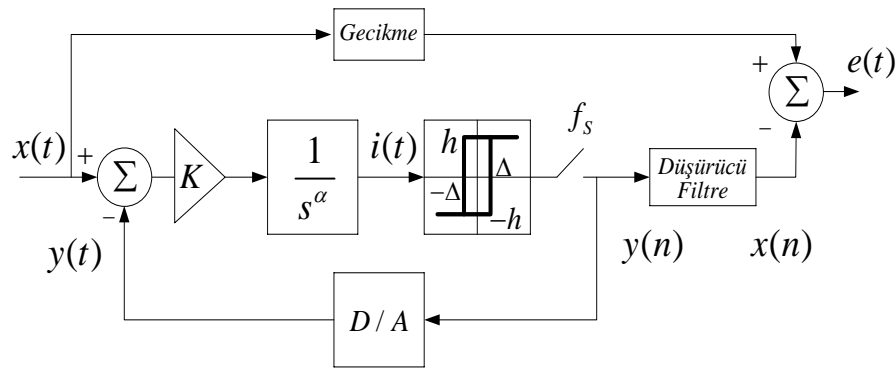 Gecikme
+
e(t)
Σ
−
x(t)
+
Σ
−
K
1
s^α
i(t)
h
Δ
−Δ
−h
f_S
Düşürücü
Filtre
y(t)
y(n)
x(n)
D / A